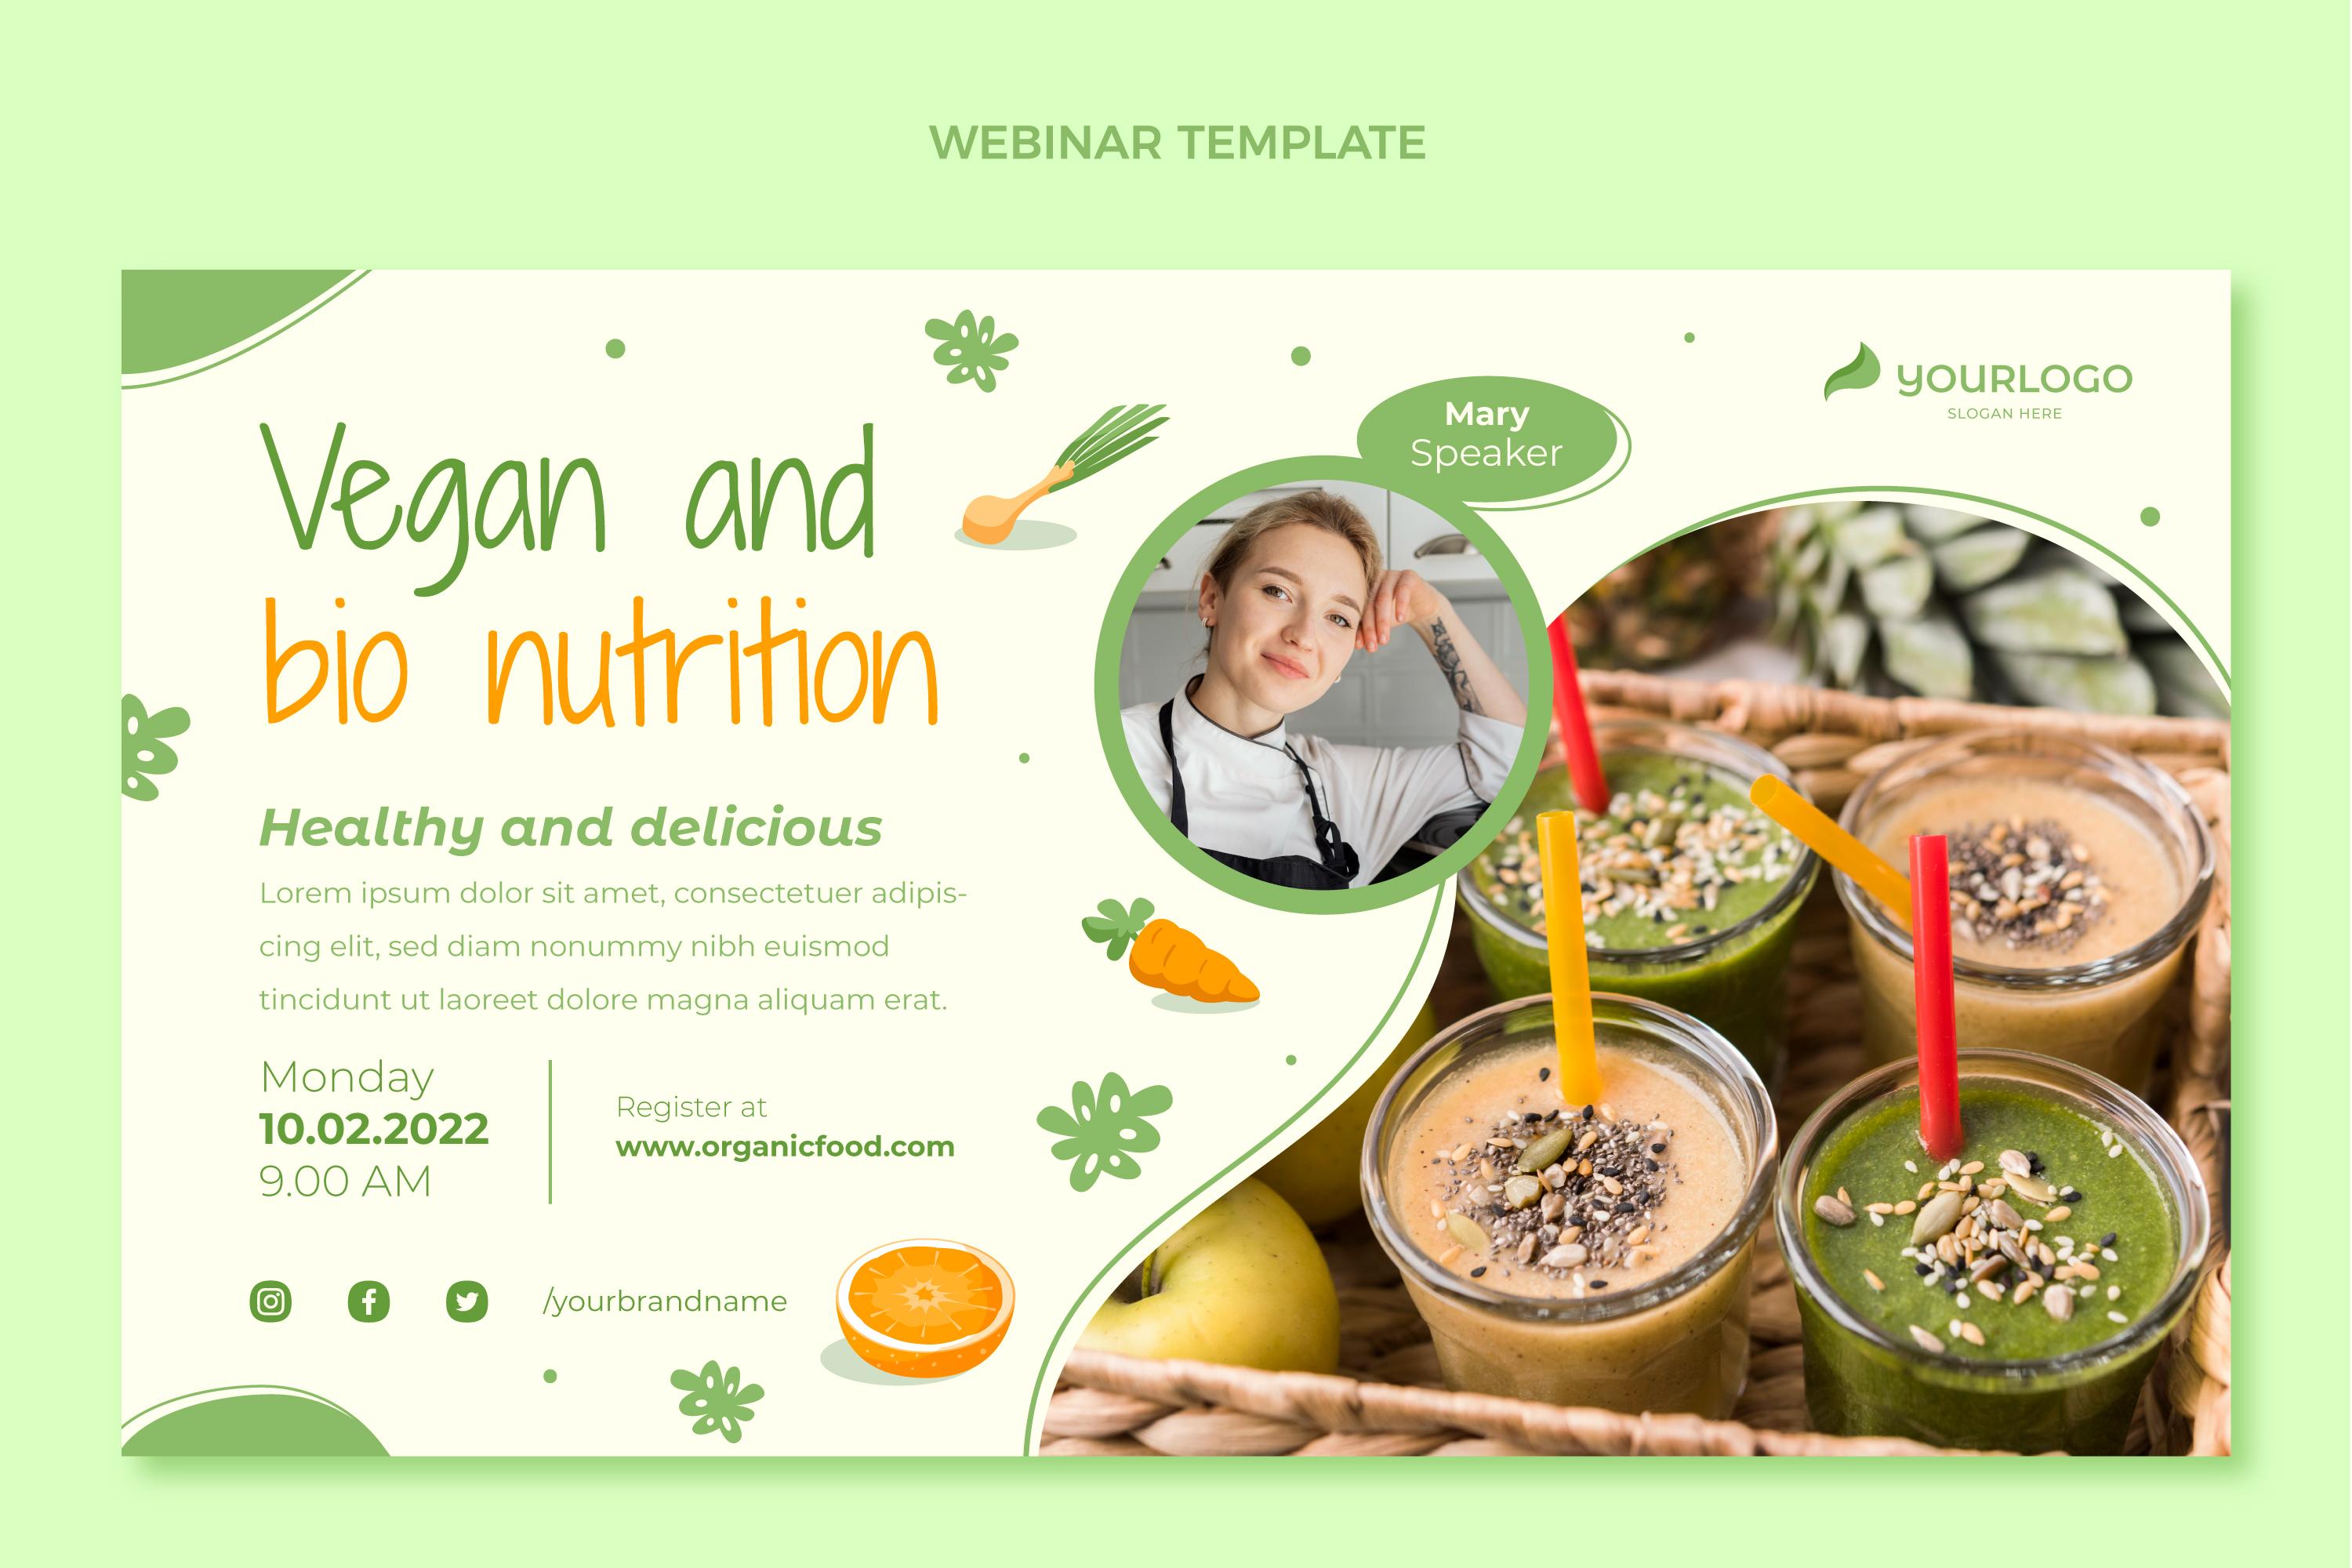 WEBINAR TEMPLATE
Vegan and
bio nutrition
Healthy and delicious
Lorem ipsum dolor sit amet, consectetuer adipis-
cing elit, sed diam nonummy nibh euismod
tincidunt ut laoreet dolore magna aliquam erat.
Monday
10.02.2022
9.00 AM
Register at
www.organicfood.com
/yourbrandname
Mary
Speaker
YOURLOGO
SLOGAN HERE